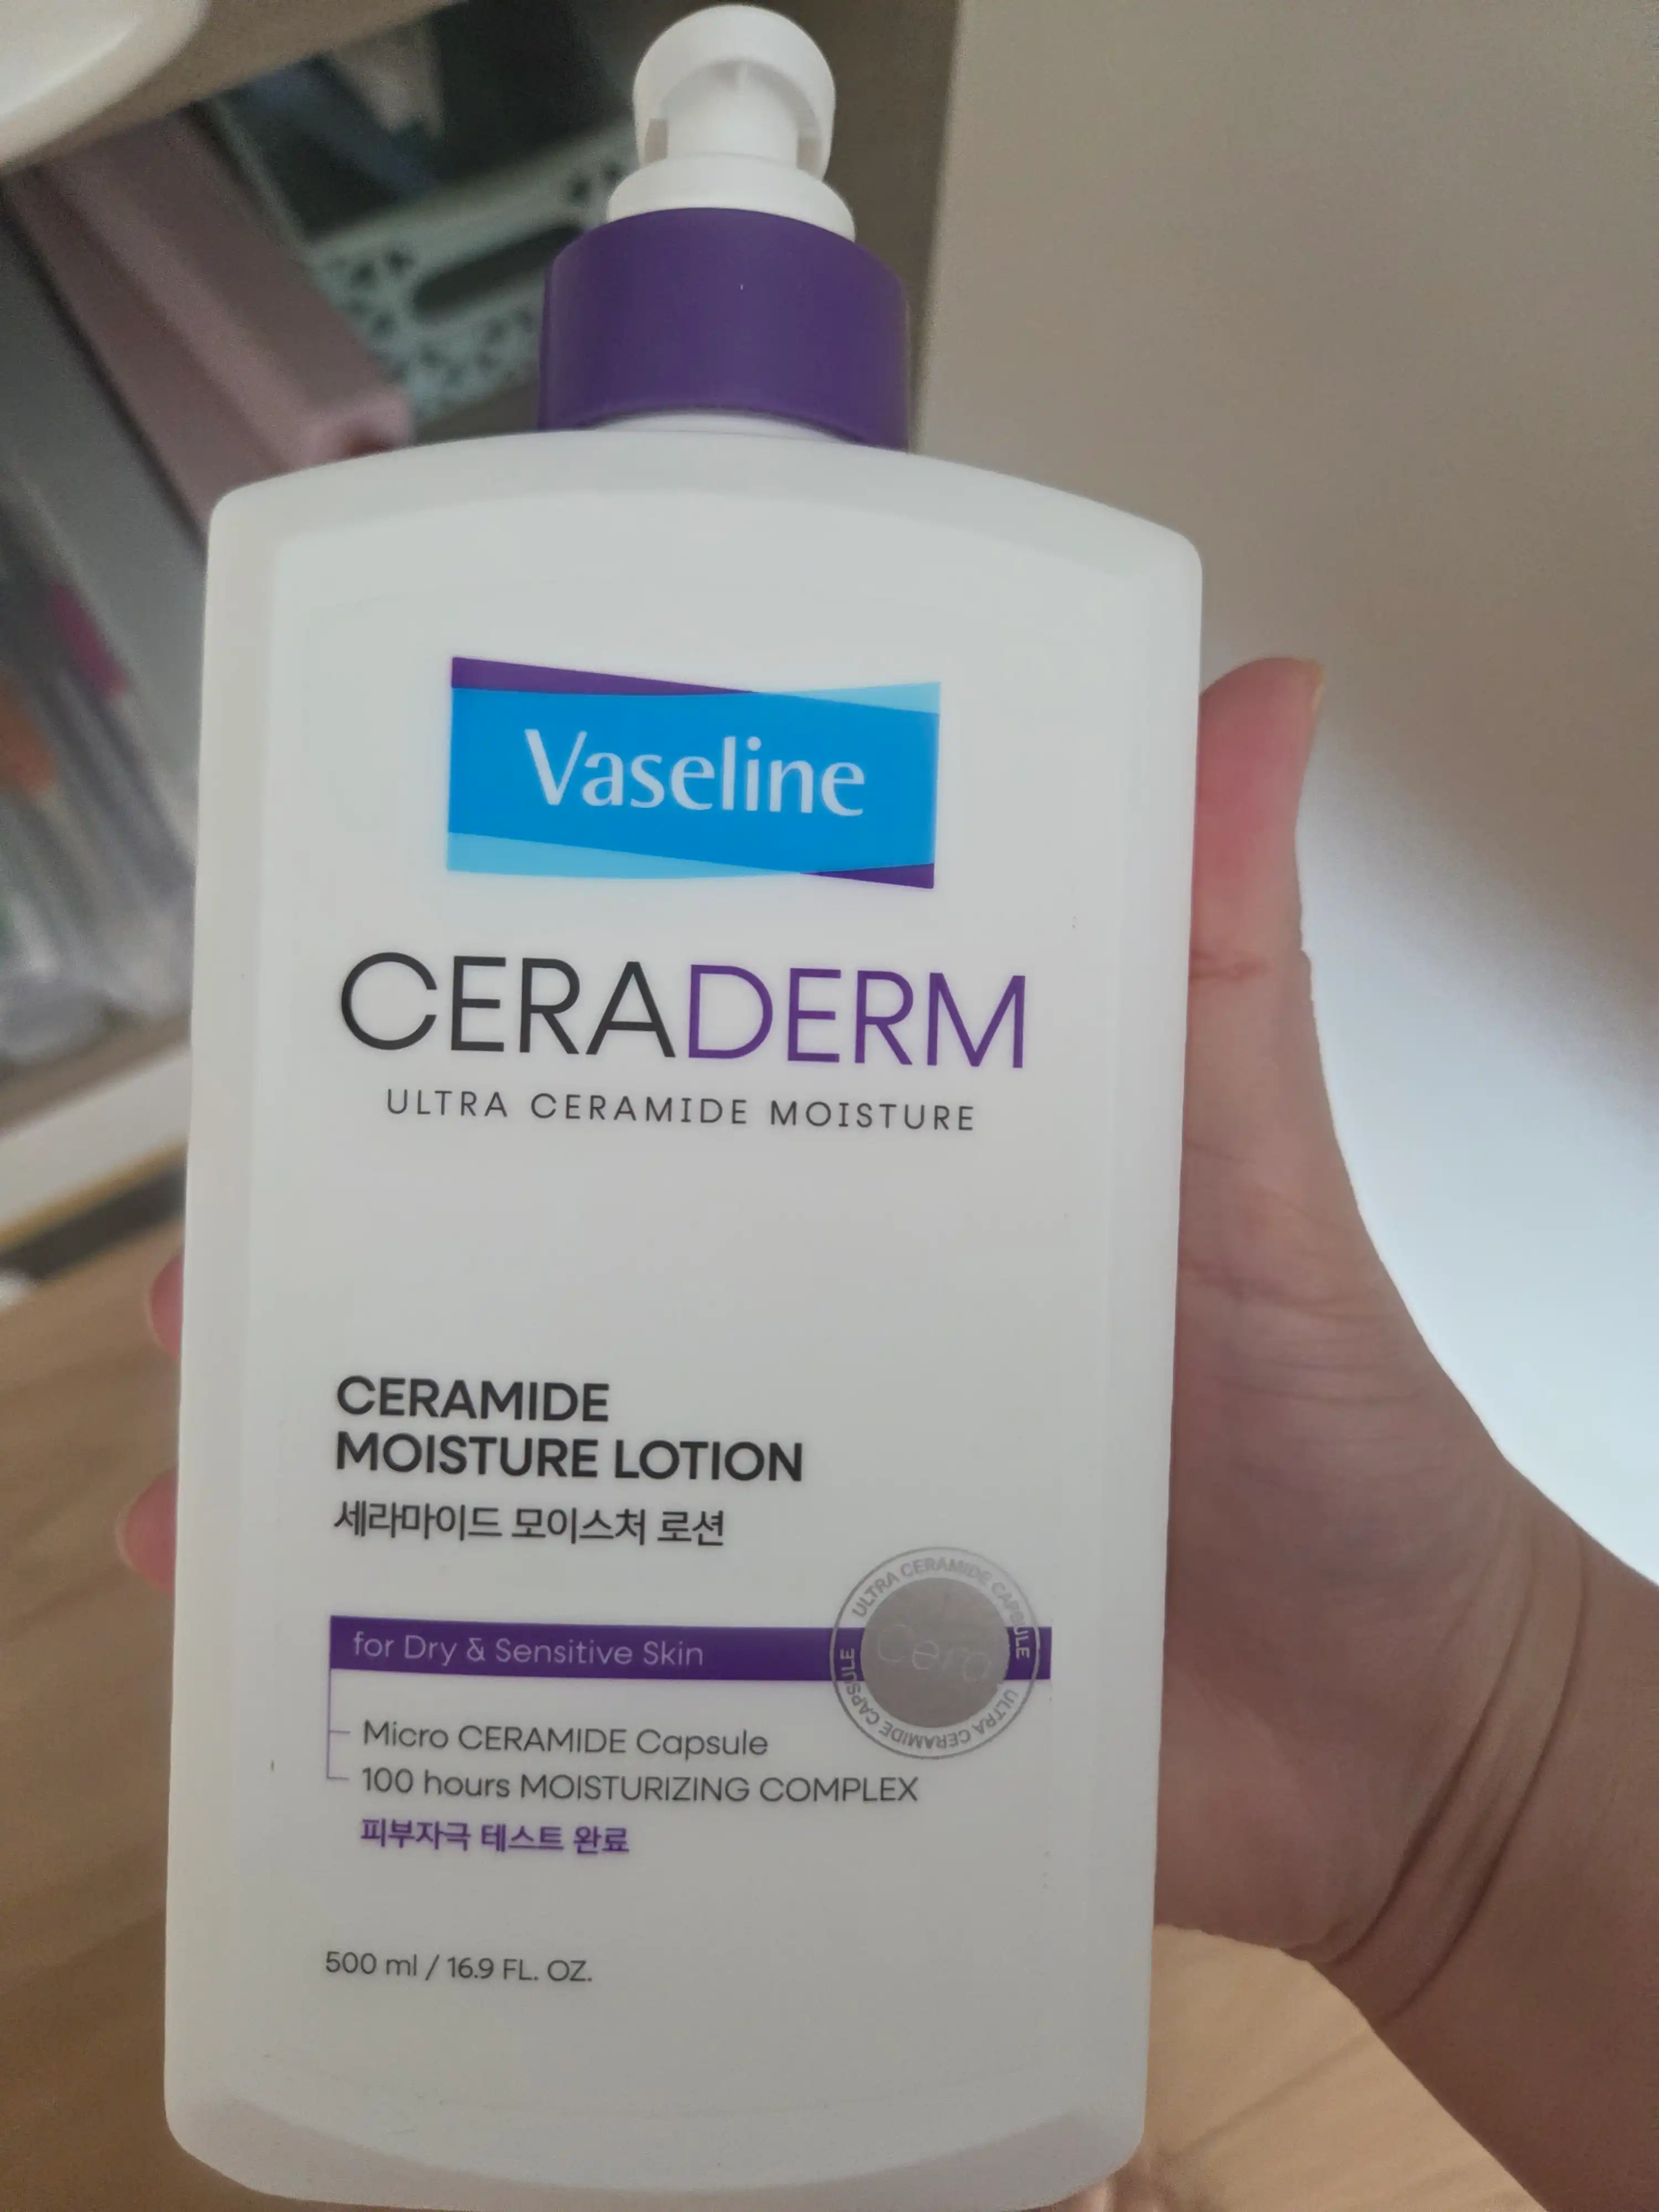 Vaseline
CERADERM
ULTRA CERAMIDE MOISTURE
CERAMIDE
MOISTURE LOTION
세라마이드 모이스처 로션
for Dry & Sensitive Skin
ULTRA CERAMIDE CAPSULE
ULTRA CERAMIDE CAPSULE
Cera
Micro CERAMIDE Capsule
100 hours MOISTURIZING COMPLEX
피부자극 테스트 완료
500 ml / 16.9 FL. OZ.